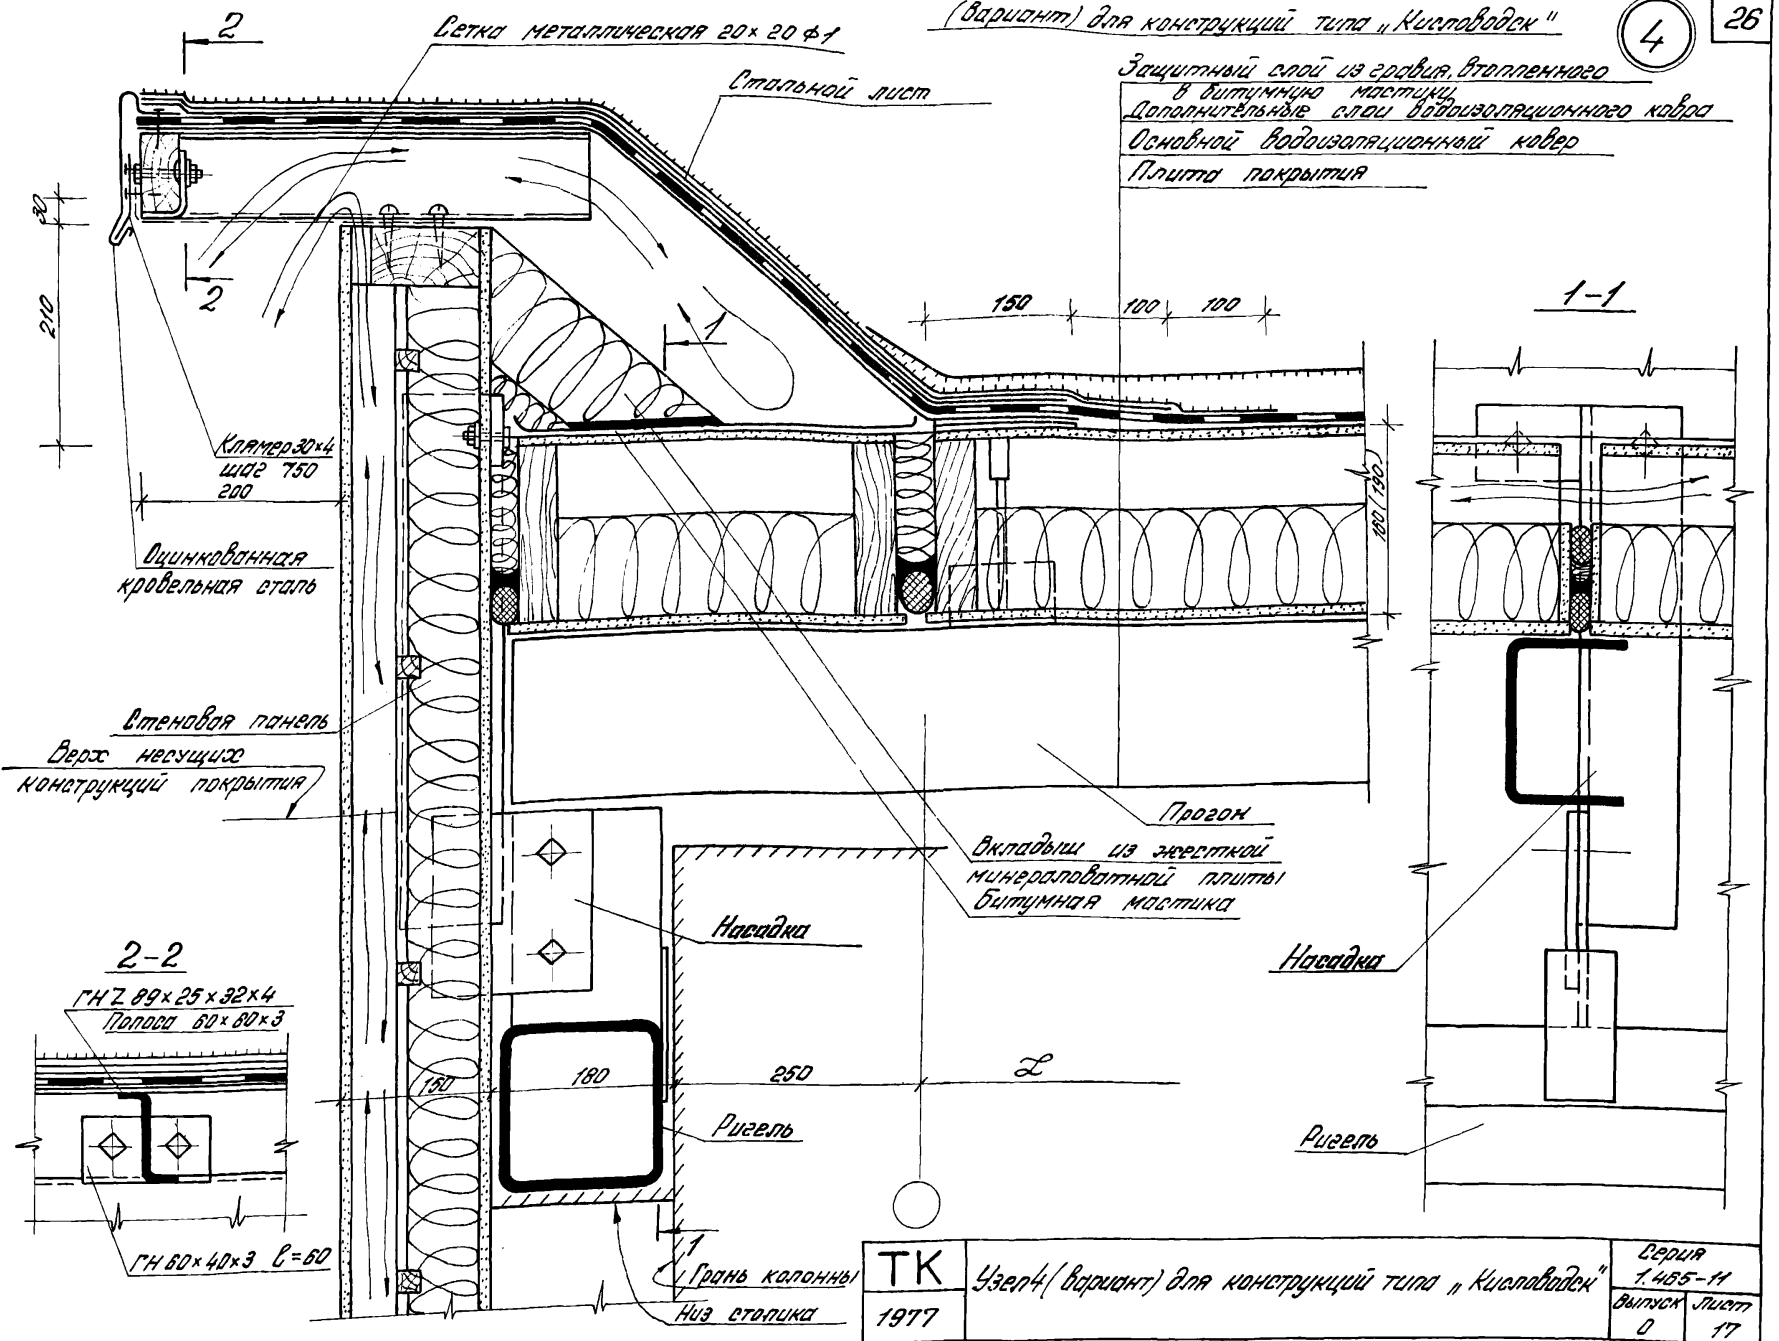 (вариант) для конструкций типа „Кисловодск"
4
26
2
Сетка металлическая 20×20 ф1
Стальной лист
Защитный слой из гравия, втопленного
в битумную мастику
Дополнительные слои водоизоляционного ковра
Основной водоизоляционный ковер
Плита покрытия
30
210
2
1
150
100
100
1-1
Клямер 30×4
шаг 750
200
160(190)
Оцинкованная
кровельная сталь
Стеновая панель
Верх несущих
конструкций покрытия
Прогон
Вкладыш из жесткой
минераловатной плиты
Битумная мастика
Насадка
Насадка
2-2
ГН Z 89×25×32×4
Полоса 60×60×3
150
180
250
Ригель
Ригель
ГН 60×40×3 ℓ=60
1
Грань колонны
Низ столика
ТК
1977
Узел 4 (вариант) для конструкций типа „Кисловодск"
Серия
1.465-11
Выпуск
0
Лист
17